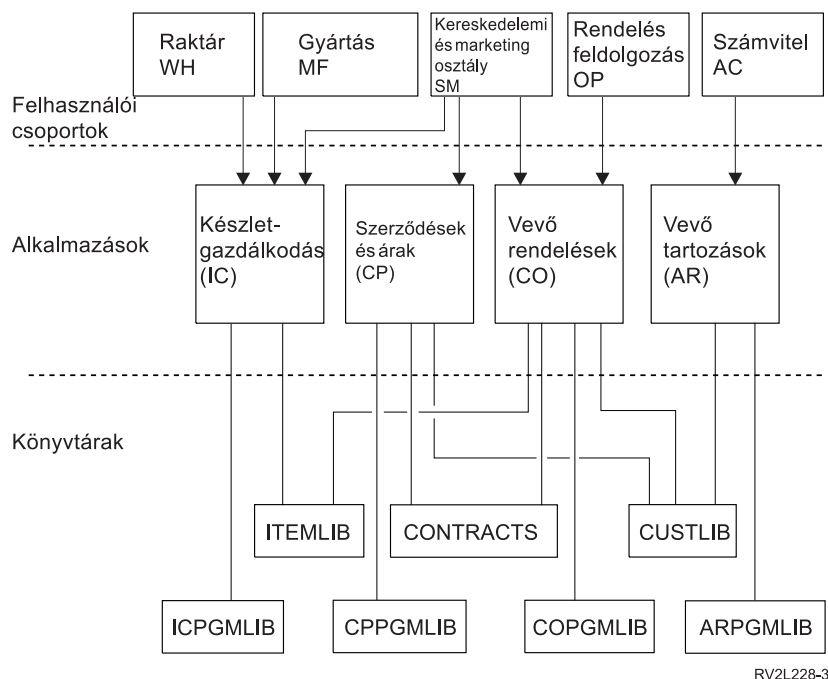 Raktár
WH
Gyártás
MF
Kereskedelemi
és marketing
osztály
SM
Rendelés
feldolgozás
OP
Számvitel
AC
Felhasználói
csoportok
Alkalmazások
Készlet-
gazdálkodás
(IC)
Szerződések
és árak
(CP)
Vevő
rendelések
(CO)
Vevő
tartozások
(AR)
Könyvtárak
ITEMLIB
CONTRACTS
CUSTLIB
ICPGMLIB
CPPGMLIB
COPGMLIB
ARPGMLIB
RV2L228-3